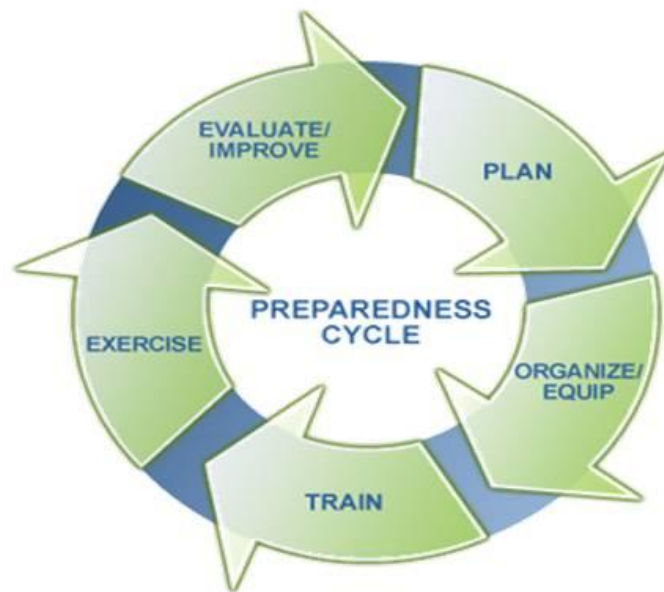 EVALUATE/
IMPROVE
PLAN
PREPAREDNESS
CYCLE
ORGANIZE/
EQUIP
TRAIN
EXERCISE